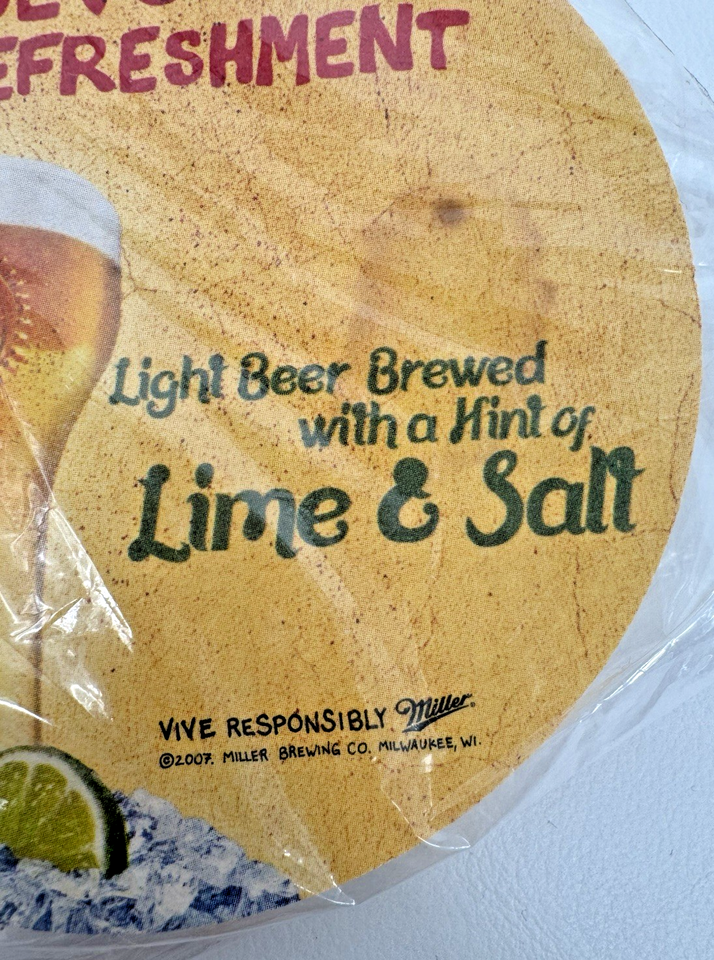 EFRESHMENT
Light Beer Brewed
with a Hint of
Lime & Salt
VIVE RESPONSIBLY Miller®
©2007. MILLER BREWING CO. MILWAUKEE, WI.